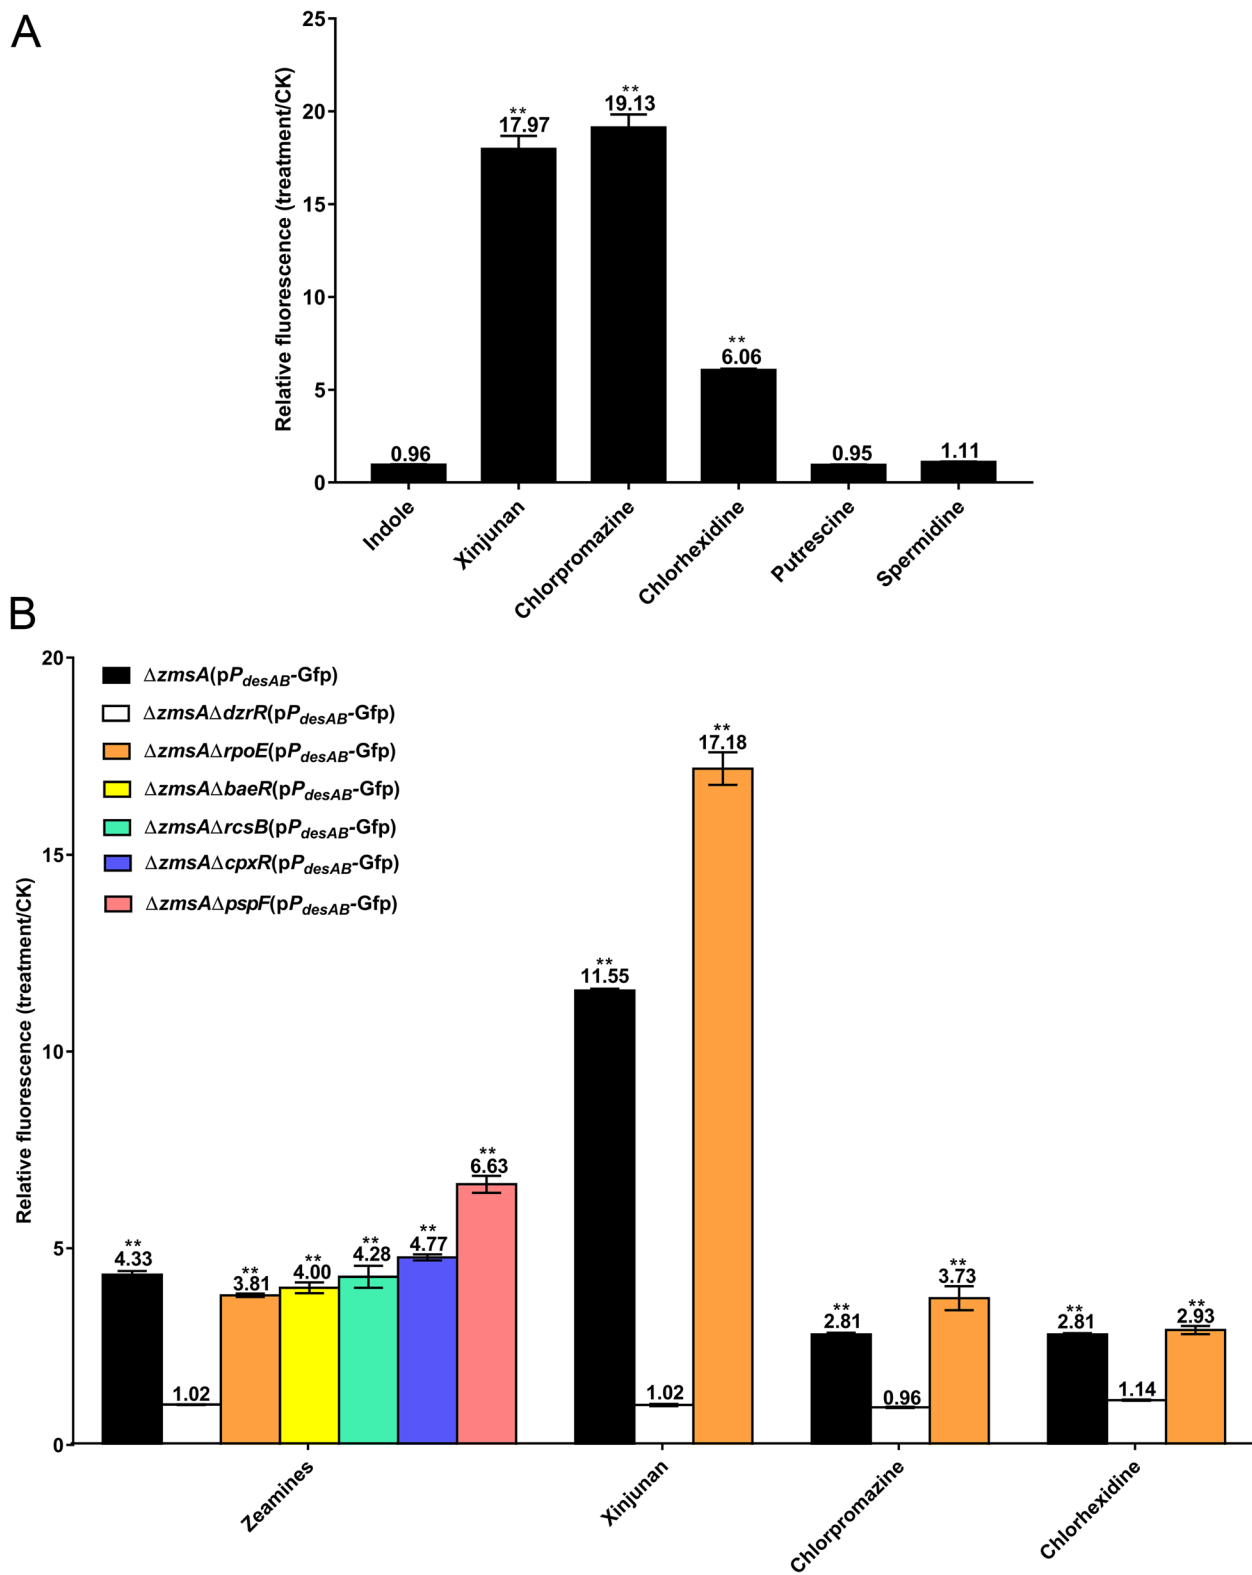 A
Relative fluorescence (treatment/CK)
25
20
15
10
5
0
0.96
**
17.97
**
19.13
**
6.06
0.95
1.11
Indole
Xinjunan
Chlorpromazine
Chlorhexidine
Putrescine
Spermidine
B
Relative fluorescence (treatment/CK)
20
15
10
5
0
ΔzmsA(pPdesAB-Gfp)
ΔzmsAΔdzrR(pPdesAB-Gfp)
ΔzmsAΔrpoE(pPdesAB-Gfp)
ΔzmsAΔbaeR(pPdesAB-Gfp)
ΔzmsAΔrcsB(pPdesAB-Gfp)
ΔzmsAΔcpxR(pPdesAB-Gfp)
ΔzmsAΔpspF(pPdesAB-Gfp)
**
4.33
1.02
**
3.81
**
4.00
**
4.28
**
4.77
**
6.63
**
11.55
1.02
**
17.18
**
2.81
0.96
**
3.73
**
2.81
1.14
**
2.93
Zeamines
Xinjunan
Chlorpromazine
Chlorhexidine